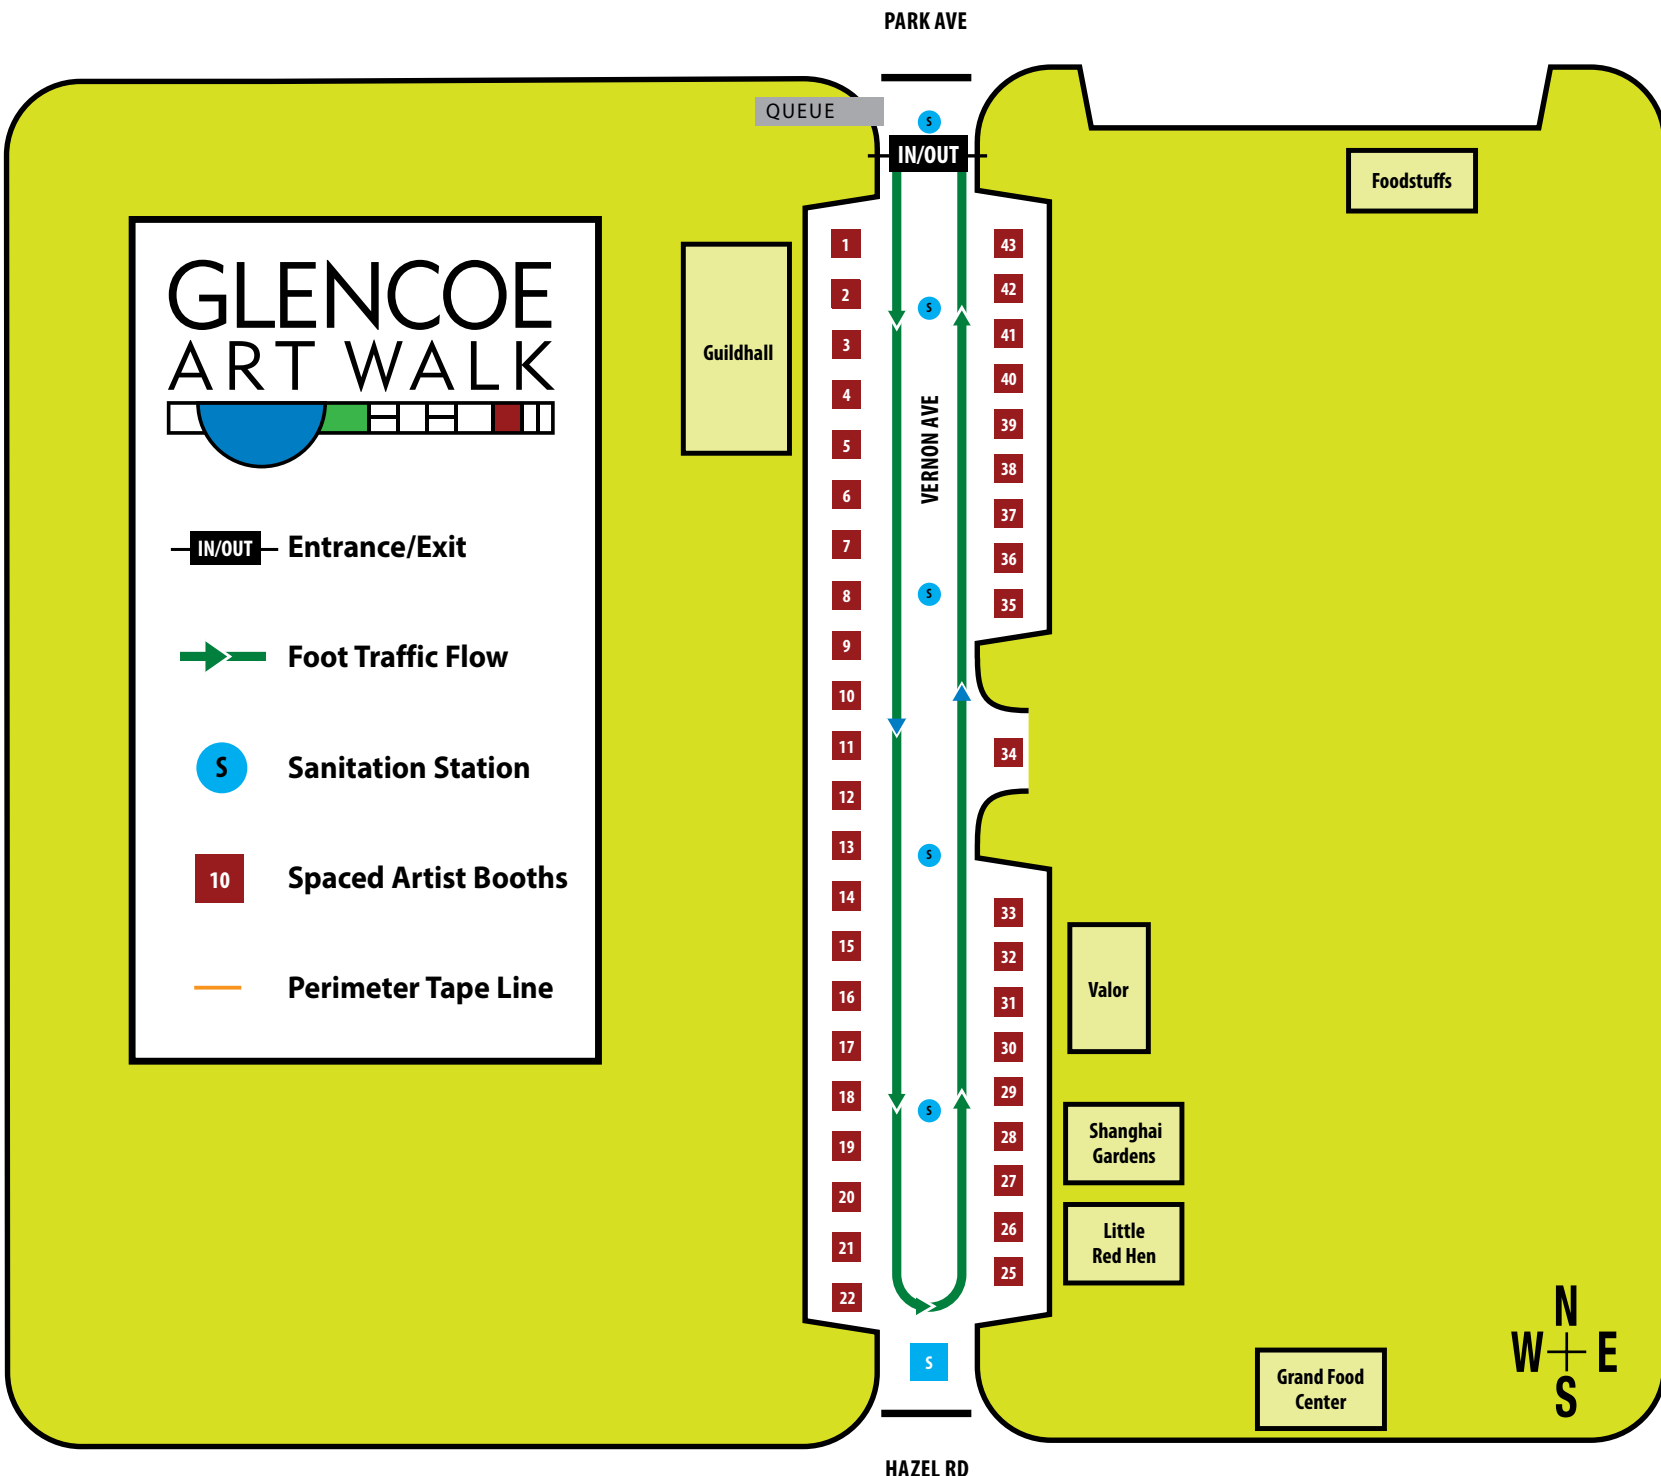 PARK AVE
QUEUE
S
IN/OUT
Foodstuffs
GLENCOE
ART WALK
IN/OUT Entrance/Exit
Foot Traffic Flow
S Sanitation Station
10 Spaced Artist Booths
Perimeter Tape Line
Guildhall
1
2
3
4
5
6
7
8
9
10
11
12
13
14
15
16
17
18
19
20
21
22
S
VERNON AVE
S
S
S
S
43
42
41
40
39
38
37
36
35
34
33
32
31
30
29
28
27
26
25
Valor
Shanghai
Gardens
Little
Red Hen
Grand Food
Center
N
W E
S
HAZEL RD